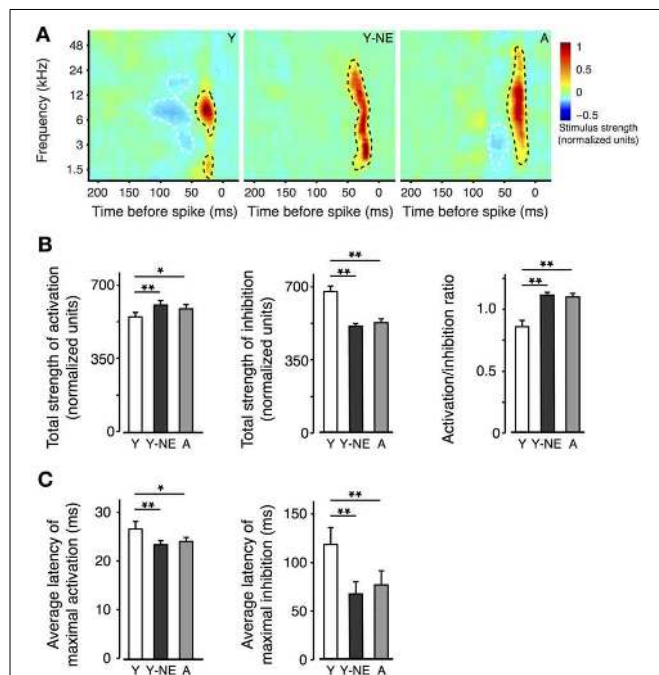 A
Y
Y-NE
A
Frequency (kHz)
48
24
12
6
3
1.5
200 150 100 50 0
200 150 100 50 0
200 150 100 50 0
Time before spike (ms)
Time before spike (ms)
Time before spike (ms)
1
0
-0.5
Stimulus strength
(normalized units)
B
Total strength of activation
(normalized units)
700
350
0
*
**
Y Y-NE A
Total strength of inhibition
(normalized units)
700
350
0
**
**
Y Y-NE A
Activation/inhibition ratio
1.0
0.5
0
**
**
Y Y-NE A
C
Average latency of
maximal activation (ms)
30
20
10
0
*
**
Y Y-NE A
Average latency of
maximal inhibition (ms)
150
100
50
0
**
**
Y Y-NE A